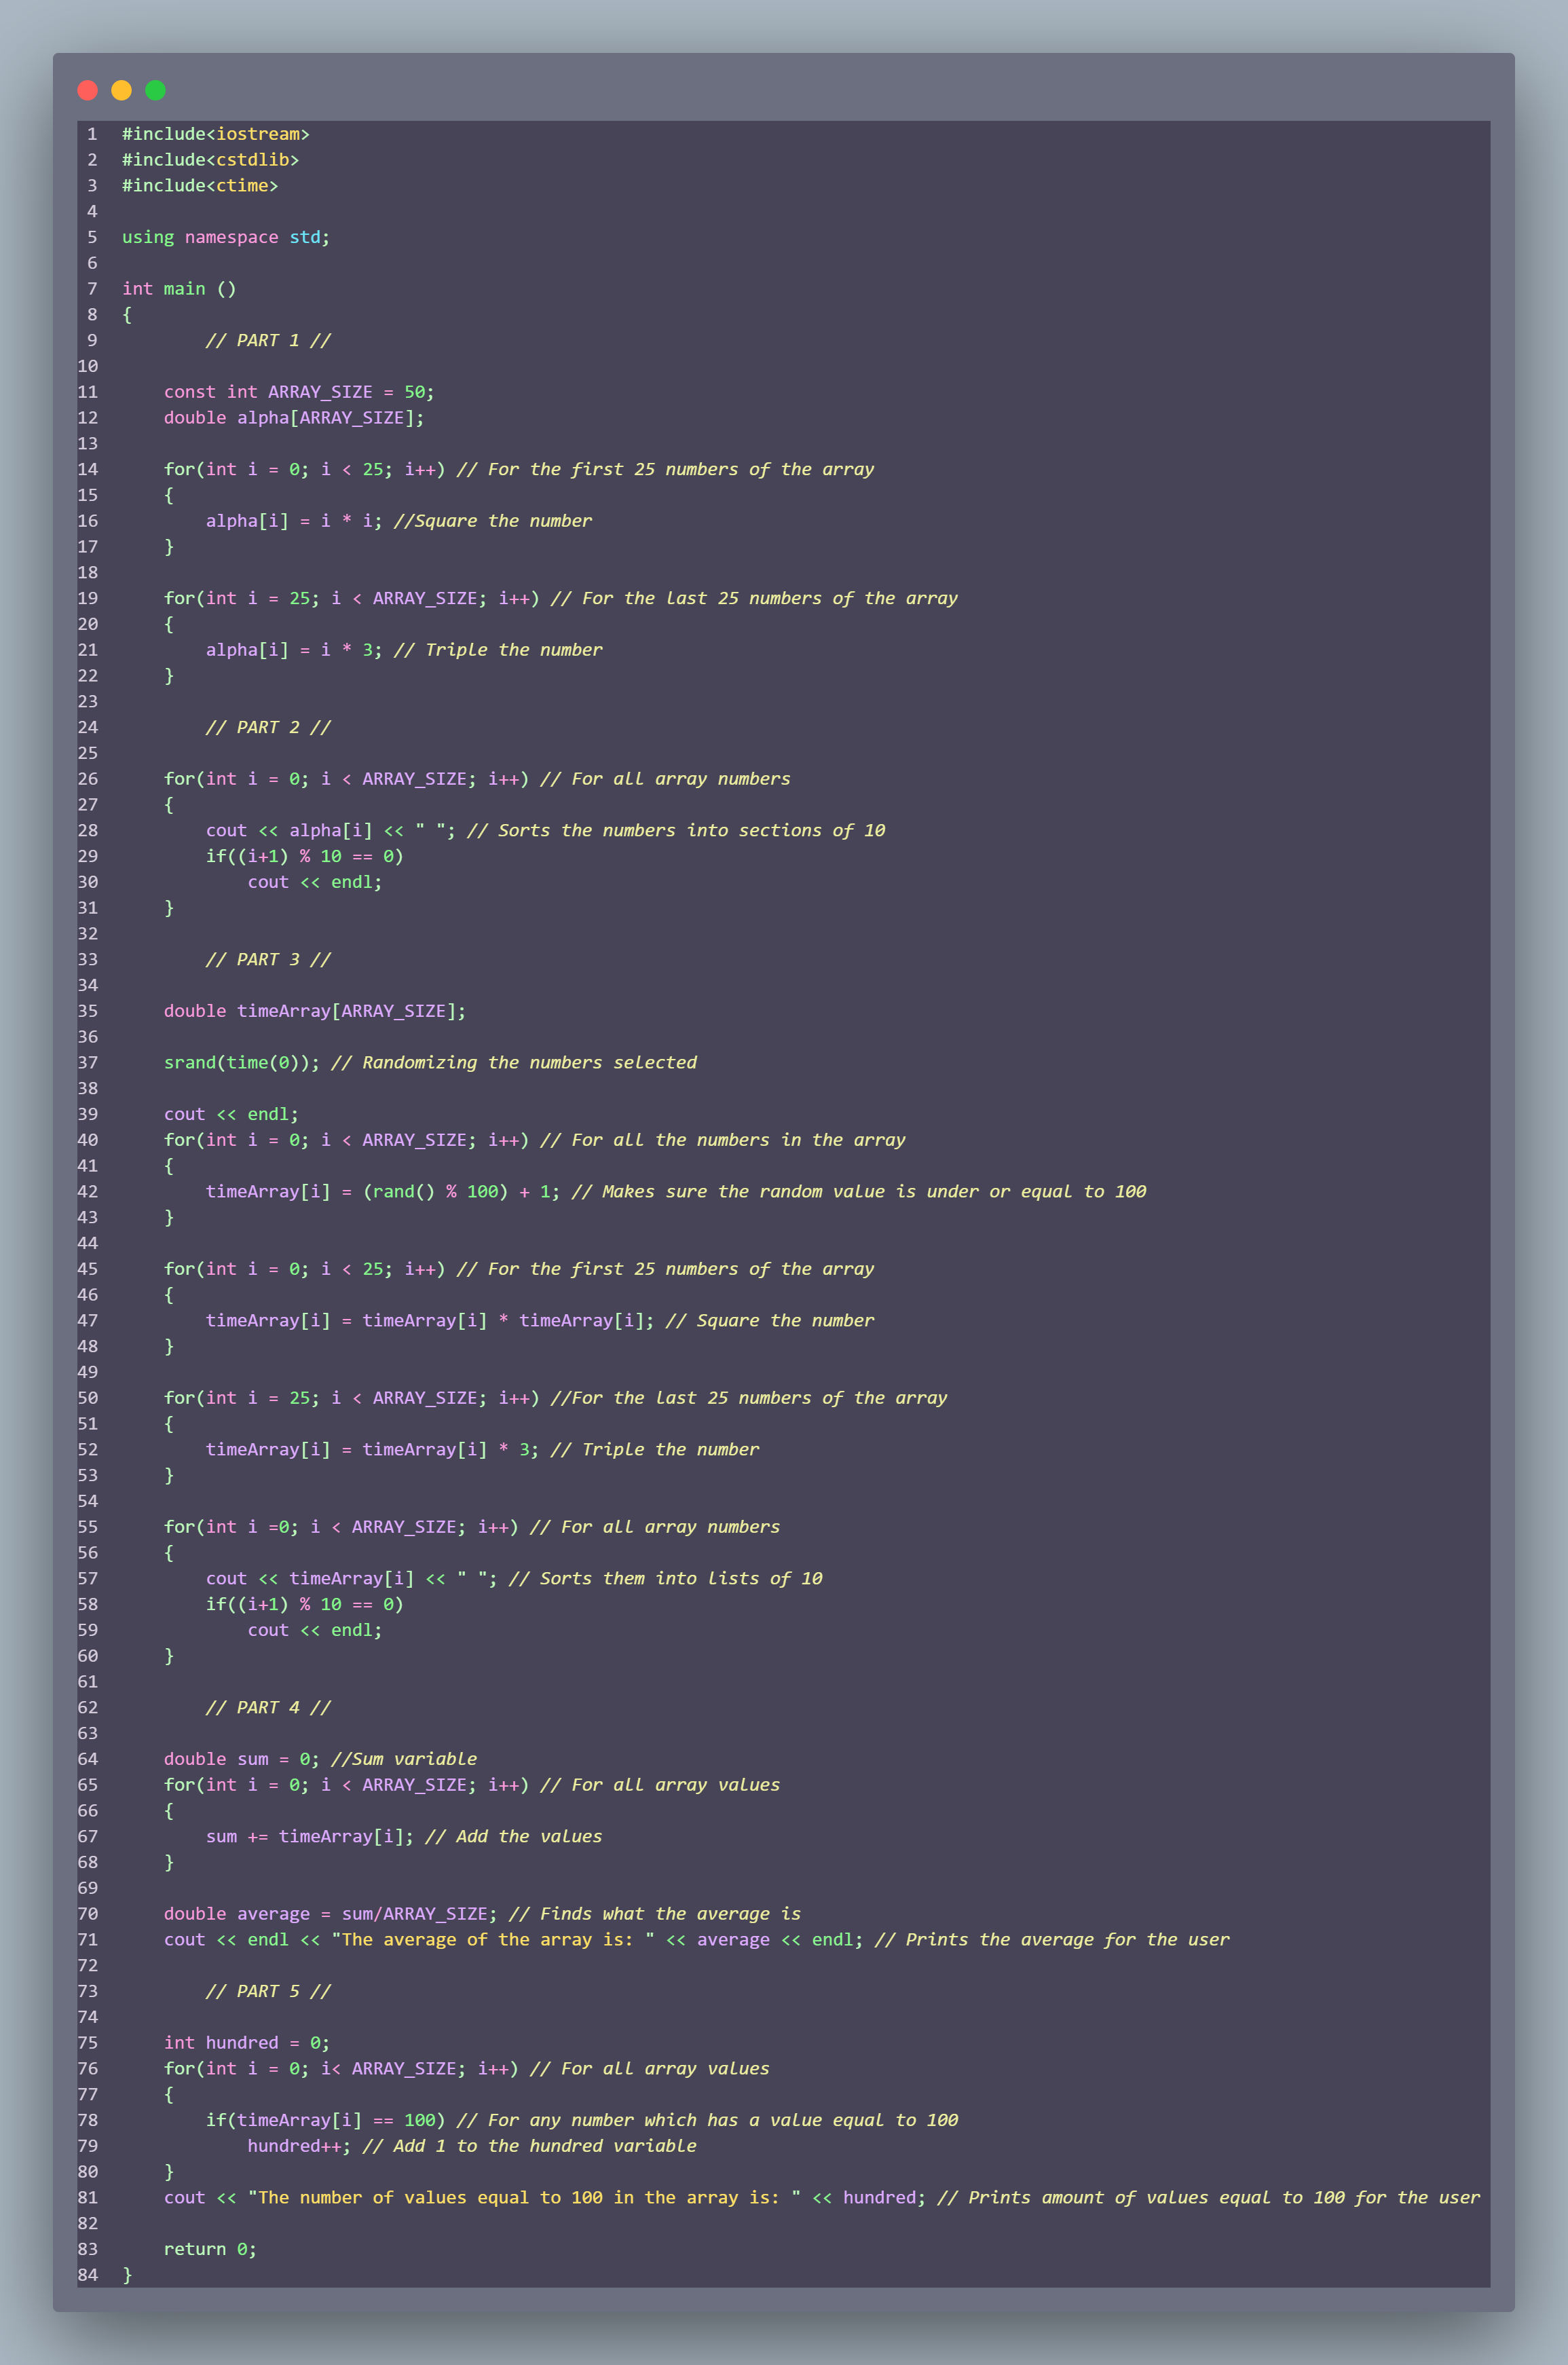 1 #include<iostream>
2 #include<cstdlib>
3 #include<ctime>
4
5 using namespace std;
6
7 int main ()
8 {
9         // PART 1 //
10
11     const int ARRAY_SIZE = 50;
12     double alpha[ARRAY_SIZE];
13
14     for(int i = 0; i < 25; i++) // For the first 25 numbers of the array
15     {
16         alpha[i] = i * i; //Square the number
17     }
18
19     for(int i = 25; i < ARRAY_SIZE; i++) // For the last 25 numbers of the array
20     {
21         alpha[i] = i * 3; // Triple the number
22     }
23
24         // PART 2 //
25
26     for(int i = 0; i < ARRAY_SIZE; i++) // For all array numbers
27     {
28         cout << alpha[i] << " "; // Sorts the numbers into sections of 10
29         if((i+1) % 10 == 0)
30             cout << endl;
31     }
32
33         // PART 3 //
34
35     double timeArray[ARRAY_SIZE];
36
37     srand(time(0)); // Randomizing the numbers selected
38
39     cout << endl;
40     for(int i = 0; i < ARRAY_SIZE; i++) // For all the numbers in the array
41     {
42         timeArray[i] = (rand() % 100) + 1; // Makes sure the random value is under or equal to 100
43     }
44
45     for(int i = 0; i < 25; i++) // For the first 25 numbers of the array
46     {
47         timeArray[i] = timeArray[i] * timeArray[i]; // Square the number
48     }
49
50     for(int i = 25; i < ARRAY_SIZE; i++) //For the last 25 numbers of the array
51     {
52         timeArray[i] = timeArray[i] * 3; // Triple the number
53     }
54
55     for(int i =0; i < ARRAY_SIZE; i++) // For all array numbers
56     {
57         cout << timeArray[i] << " "; // Sorts them into lists of 10
58         if((i+1) % 10 == 0)
59             cout << endl;
60     }
61
62         // PART 4 //
63
64     double sum = 0; //Sum variable
65     for(int i = 0; i < ARRAY_SIZE; i++) // For all array values
66     {
67         sum += timeArray[i]; // Add the values
68     }
69
70     double average = sum/ARRAY_SIZE; // Finds what the average is
71     cout << endl << "The average of the array is: " << average << endl; // Prints the average for the user
72
73         // PART 5 //
74
75     int hundred = 0;
76     for(int i = 0; i< ARRAY_SIZE; i++) // For all array values
77     {
78         if(timeArray[i] == 100) // For any number which has a value equal to 100
79             hundred++; // Add 1 to the hundred variable
80     }
81     cout << "The number of values equal to 100 in the array is: " << hundred; // Prints amount of values equal to 100 for the user
82
83     return 0;
84 }